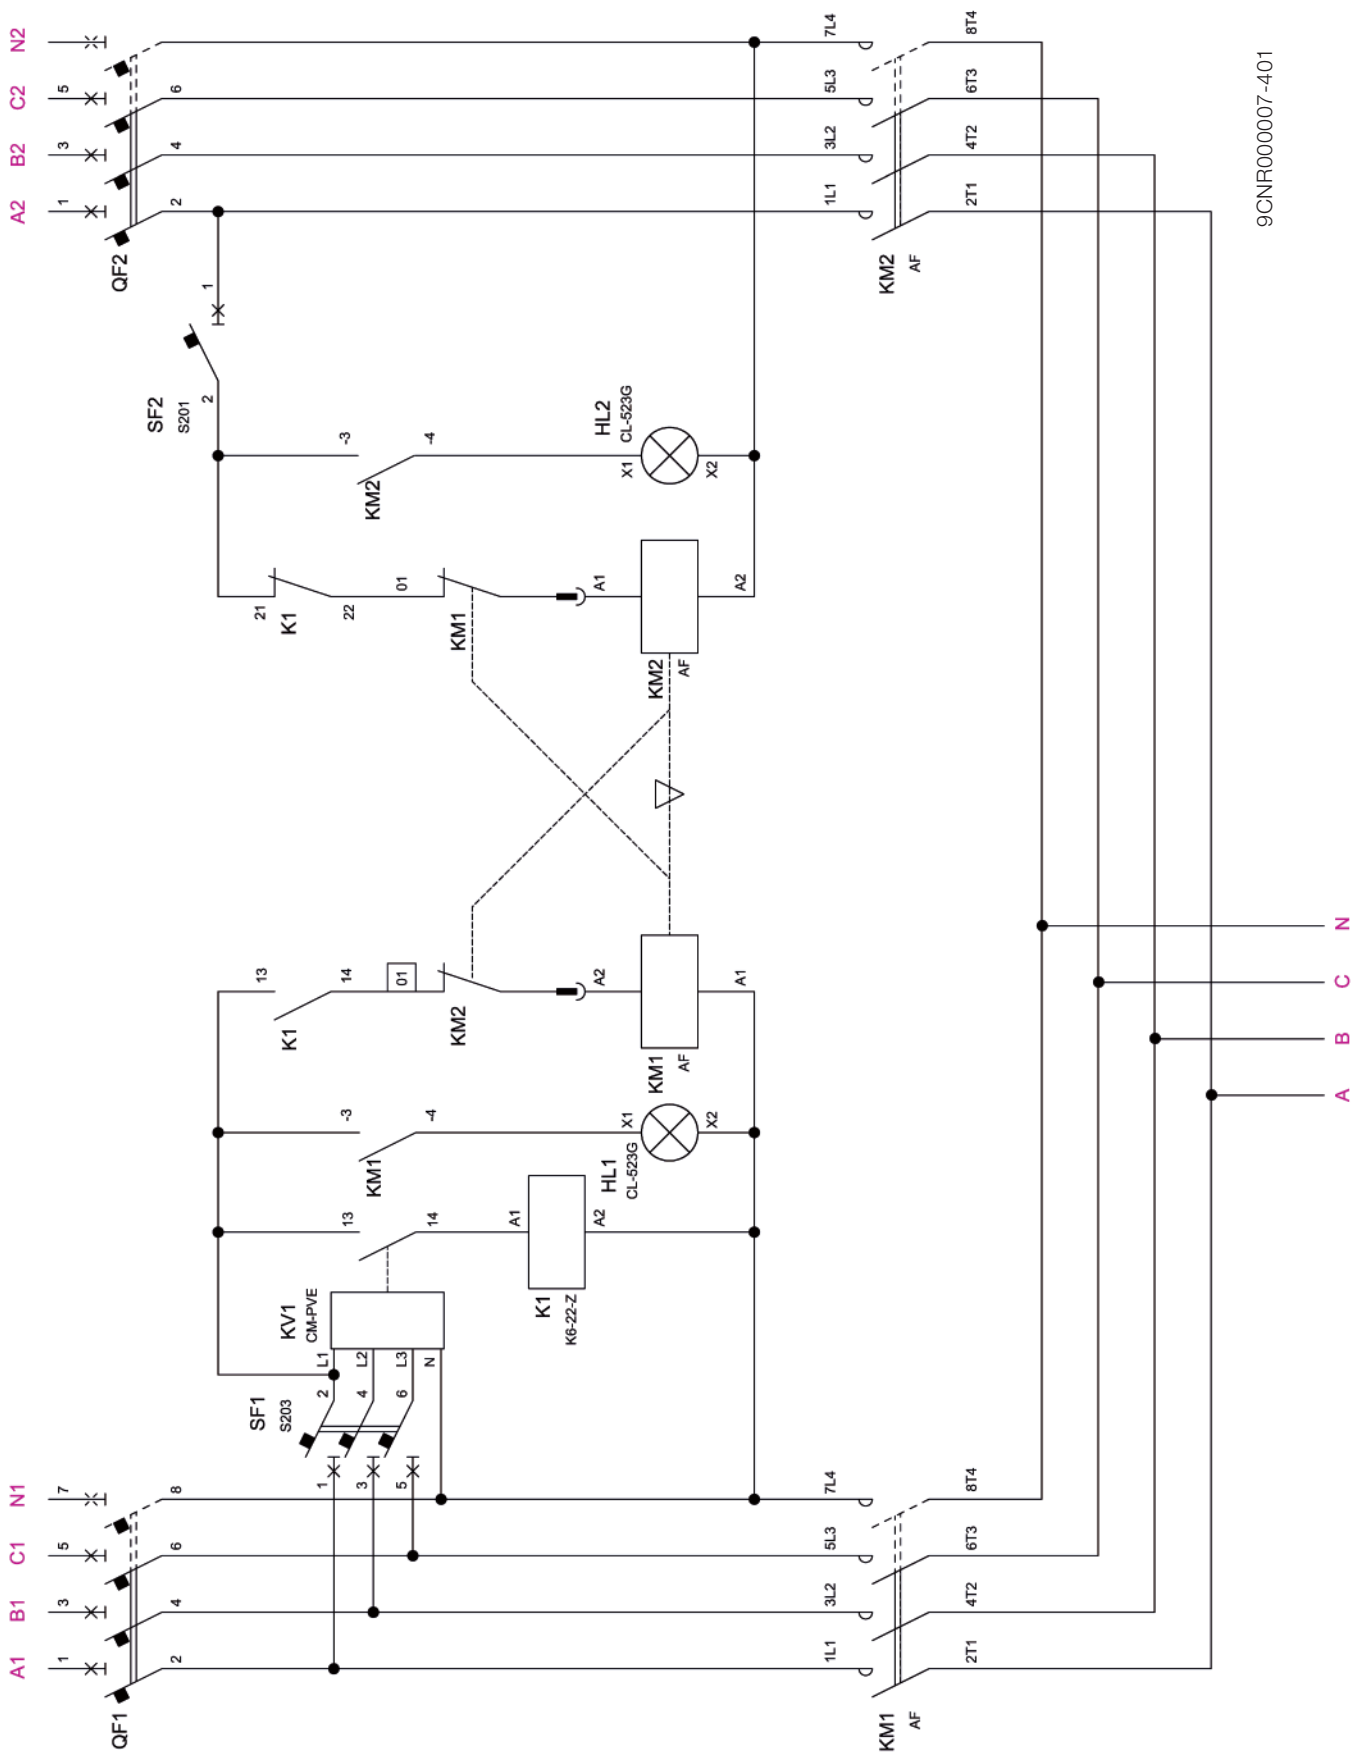 A1 B1 C1 N1 A2 B2 C2 N2
1 3 5 7 1 3 5
QF1 QF2
2 4 6 8 2 4 6
SF2
S201
2 1
SF1
S203
21 13
K1 K1
KV1
CM-PVE
1 2 L1
3 4 L2
5 6 L3
N
13 -3 14 22 -3
KM1 KM2
01 01
14 -4 -4
KM2 KM1
A1
K1
K6-22-Z
A2 A2 A1
HL1
CL-523G
HL2
CL-523G
X1 X1
KM1 KM2
AF AF
X2 A1 A2 X2
1L1 3L2 5L3 7L4 1L1 3L2 5L3 7L4
KM1 KM2
AF AF
2T1 4T2 6T3 8T4 2T1 4T2 6T3 8T4
9CNR000007-401
A B C N